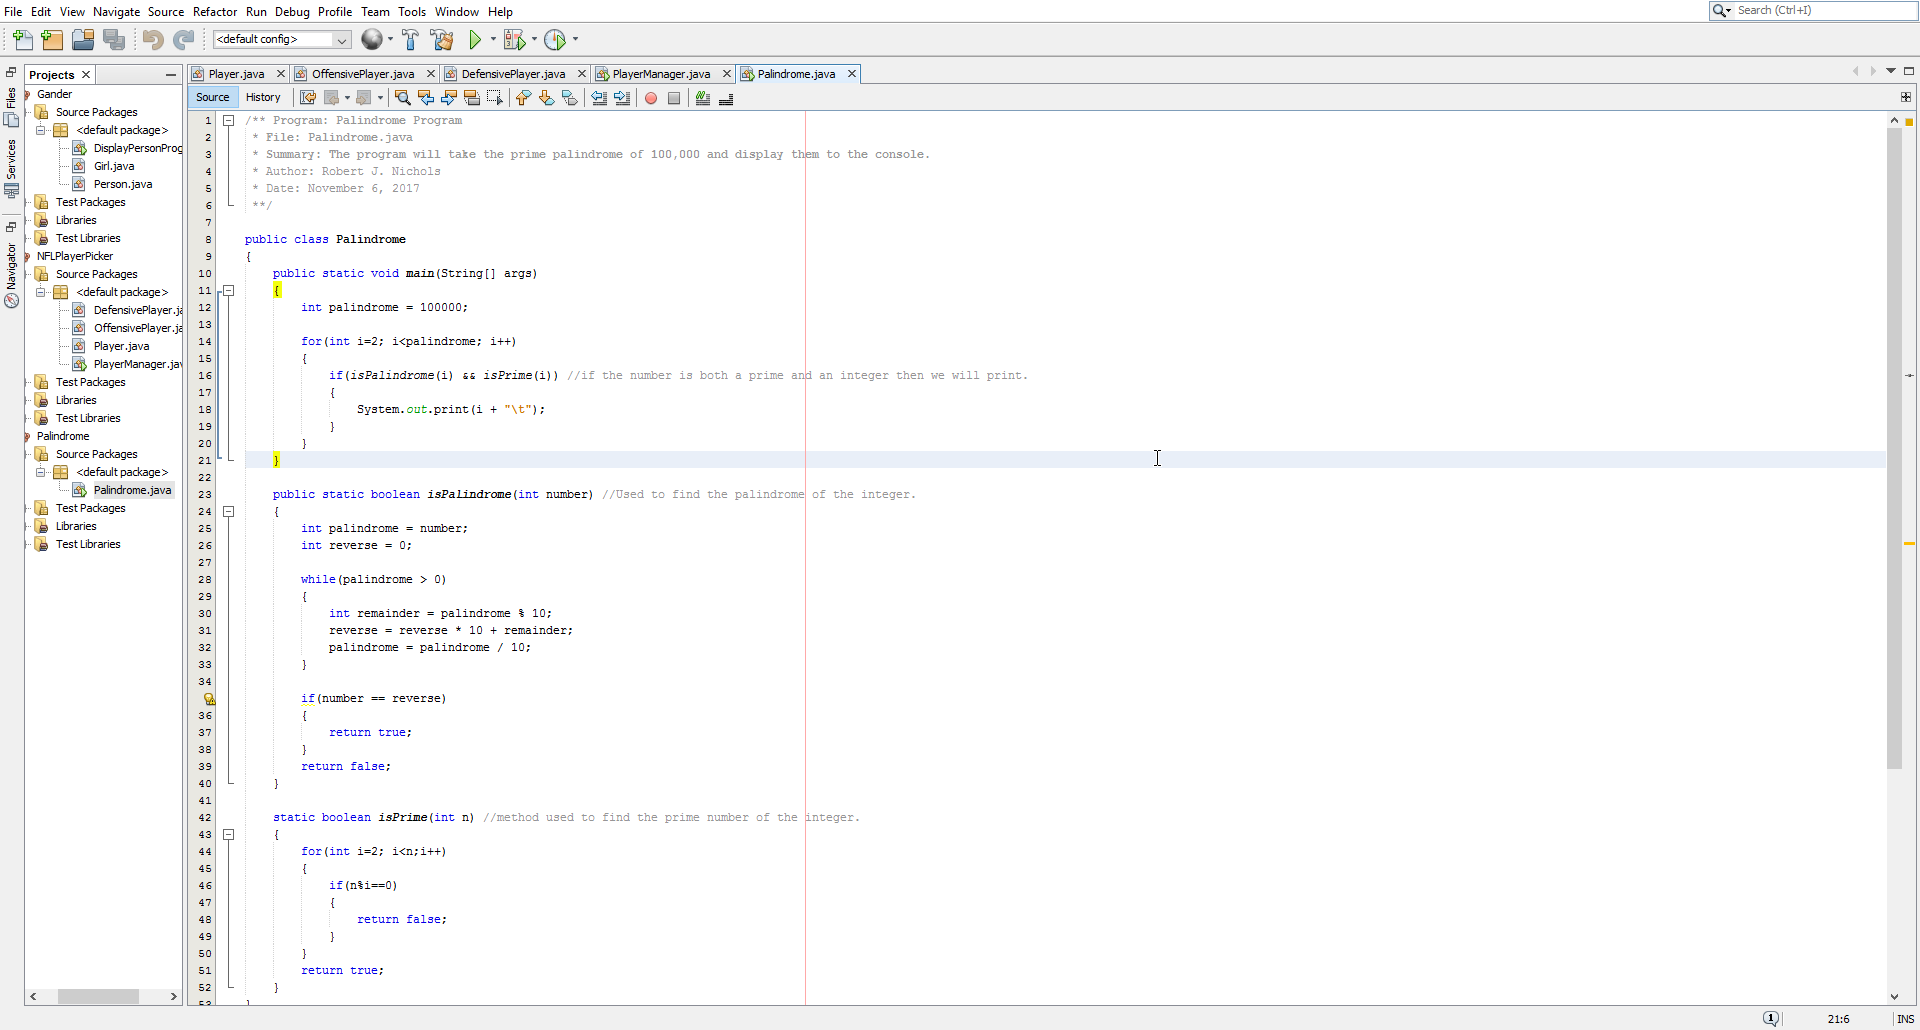 File Edit View Navigate Source Refactor Run Debug Profile Team Tools Window Help
Search (Ctrl+I)
<default config>
Files
Services
Navigator
Projects
Gander
Source Packages
<default package>
DisplayPersonProg
Girl.java
Person.java
Test Packages
Libraries
Test Libraries
NFLPlayerPicker
Source Packages
<default package>
DefensivePlayer.ja
OffensivePlayer.ja
Player.java
PlayerManager.jav
Test Packages
Libraries
Test Libraries
Palindrome
Source Packages
<default package>
Palindrome.java
Test Packages
Libraries
Test Libraries
Player.java OffensivePlayer.java DefensivePlayer.java PlayerManager.java Palindrome.java
Source History
1 /** Program: Palindrome Program
2 * File: Palindrome.java
3 * Summary: The program will take the prime palindrome of 100,000 and display them to the console.
4 * Author: Robert J. Nichols
5 * Date: November 6, 2017
6 **/
7
8 public class Palindrome
9 {
10 public static void main(String[] args)
11 {
12 int palindrome = 100000;
13
14 for(int i=2; i<palindrome; i++)
15 {
16 if(isPalindrome(i) && isPrime(i)) //if the number is both a prime and an integer then we will print.
17 {
18 System.out.print(i + "\t");
19 }
20 }
21 }
22
23 public static boolean isPalindrome(int number) //Used to find the palindrome of the integer.
24 {
25 int palindrome = number;
26 int reverse = 0;
27
28 while(palindrome > 0)
29 {
30 int remainder = palindrome % 10;
31 reverse = reverse * 10 + remainder;
32 palindrome = palindrome / 10;
33 }
34
if(number == reverse)
36 {
37 return true;
38 }
39 return false;
40 }
41
42 static boolean isPrime(int n) //method used to find the prime number of the integer.
43 {
44 for(int i=2; i<n;i++)
45 {
46 if(n%i==0)
47 {
48 return false;
49 }
50 }
51 return true;
52 }
53 }
1 21:6 INS